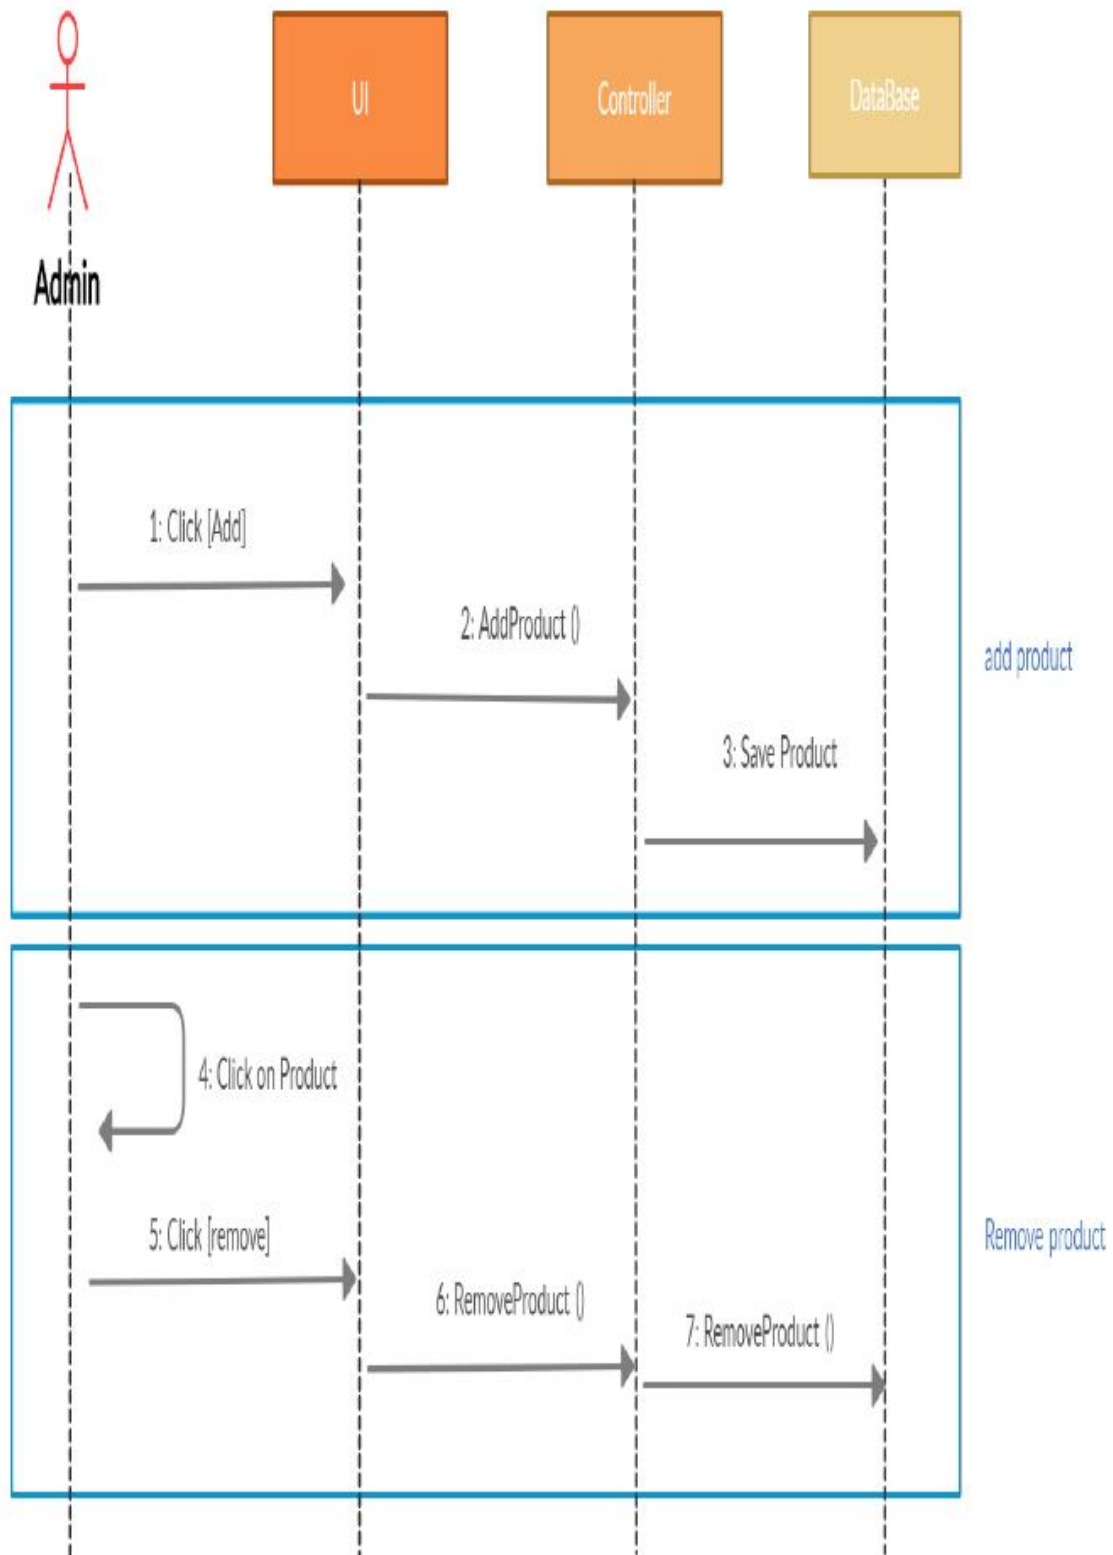 UI
Controller
DataBase
Admin
1: Click [Add]
2: AddProduct ()
add product
3: Save Product
4: Click on Product
5: Click [remove]
Remove product
6: RemoveProduct ()
7: RemoveProduct ()